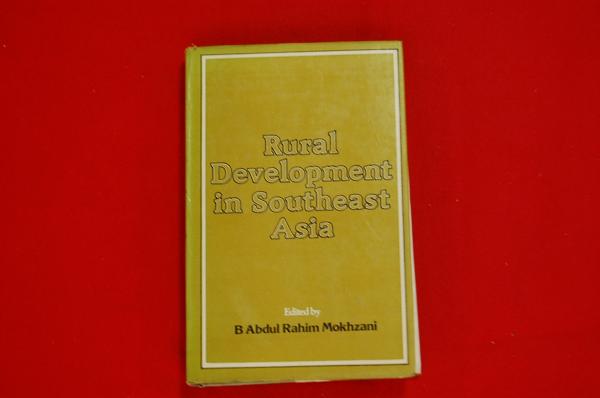 Rural
Development
in Southeast
Asia
Edited by
B Abdul Rahim Mokhzani